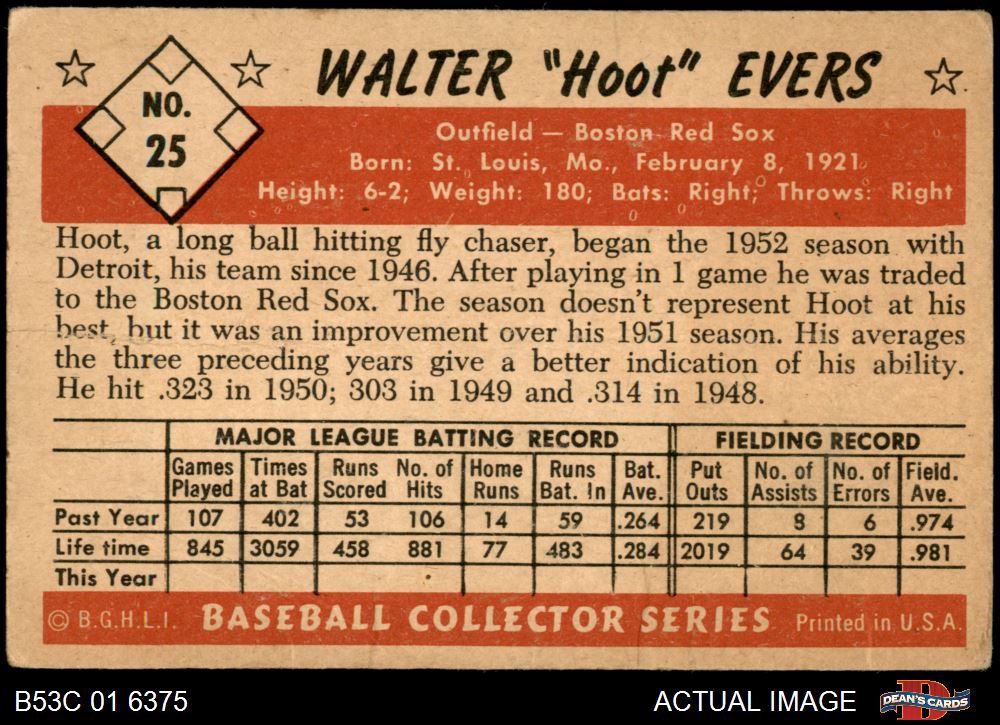 WALTER "Hoot" EVERS
NO.
25
Outfield — Boston Red Sox
Born: St. Louis, Mo., February 8, 1921
Height: 6-2; Weight: 180; Bats: Right; Throws: Right
Hoot, a long ball hitting fly chaser, began the 1952 season with
Detroit, his team since 1946. After playing in 1 game he was traded
to the Boston Red Sox. The season doesn't represent Hoot at his
best, but it was an improvement over his 1951 season. His averages
the three preceding years give a better indication of his ability.
He hit .323 in 1950; 303 in 1949 and .314 in 1948.
MAJOR LEAGUE BATTING RECORD FIELDING RECORD
Games Times Runs No. of Home Runs Bat. Put No. of No. of Field.
Played at Bat Scored Hits Runs Bat. In Ave. Outs Assists Errors Ave.
Past Year 107 402 53 106 14 59 .264 219 8 6 .974
Life time 845 3059 458 881 77 483 .284 2019 64 39 .981
This Year
© B.G.H.L.I. BASEBALL COLLECTOR SERIES Printed in U.S.A.
B53C 01 6375 ACTUAL IMAGE D DEAN'S CARDS